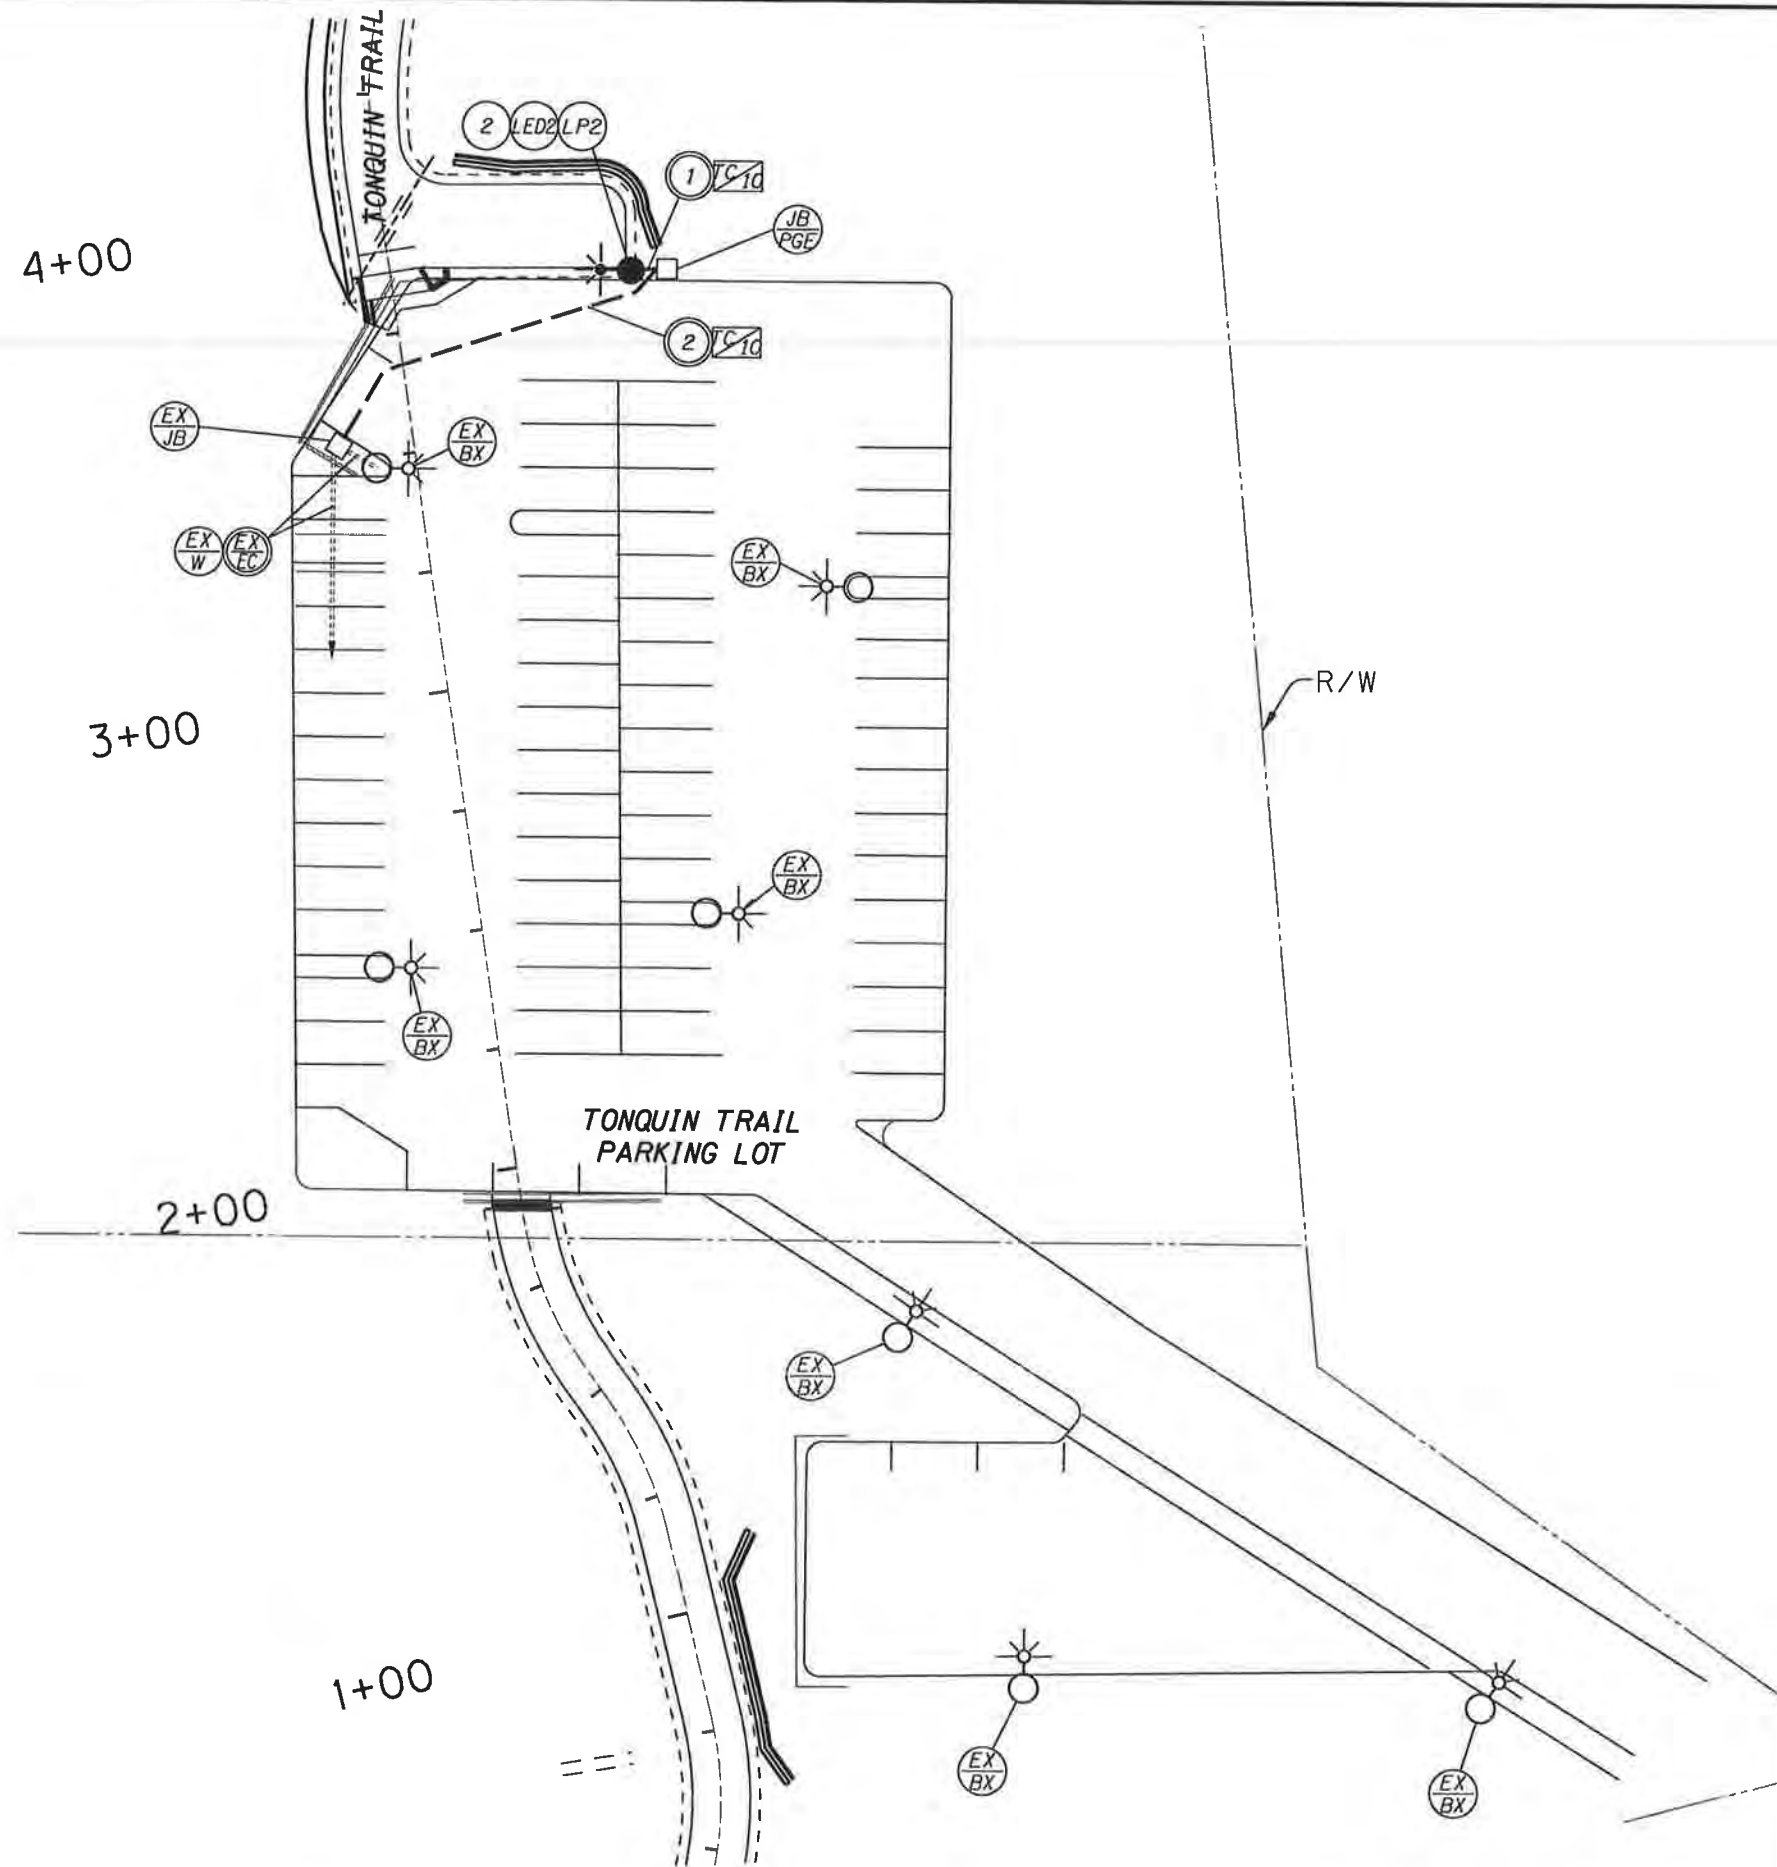 TONQUIN TRAIL
2 LED2 LP2
1 TC/10
JB/PGE
4+00
2 TC/10
EX/JB
EX/BX
EX/W EX/EC
EX/BX
R/W
3+00
EX/BX
EX/BX
TONQUIN TRAIL
PARKING LOT
2+00
EX/BX
1+00
EX/BX
EX/BX